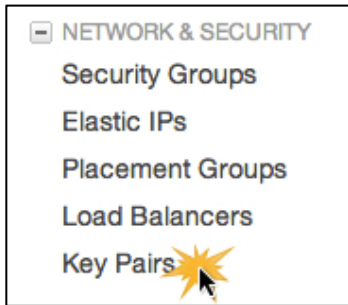 NETWORK & SECURITY
Security Groups
Elastic IPs
Placement Groups
Load Balancers
Key Pairs